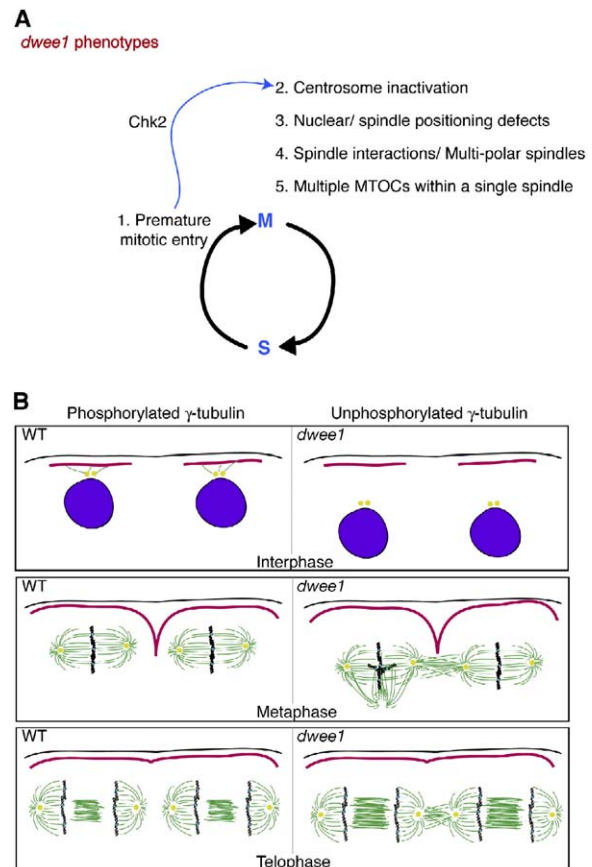 A
dwee1 phenotypes
Chk2
2. Centrosome inactivation
3. Nuclear/ spindle positioning defects
4. Spindle interactions/ Multi-polar spindles
5. Multiple MTOCs within a single spindle
1. Premature
mitotic entry
M
S
B
Phosphorylated γ-tubulin
Unphosphorylated γ-tubulin
WT
dwee1
Interphase
WT
dwee1
Metaphase
WT
dwee1
Telophase